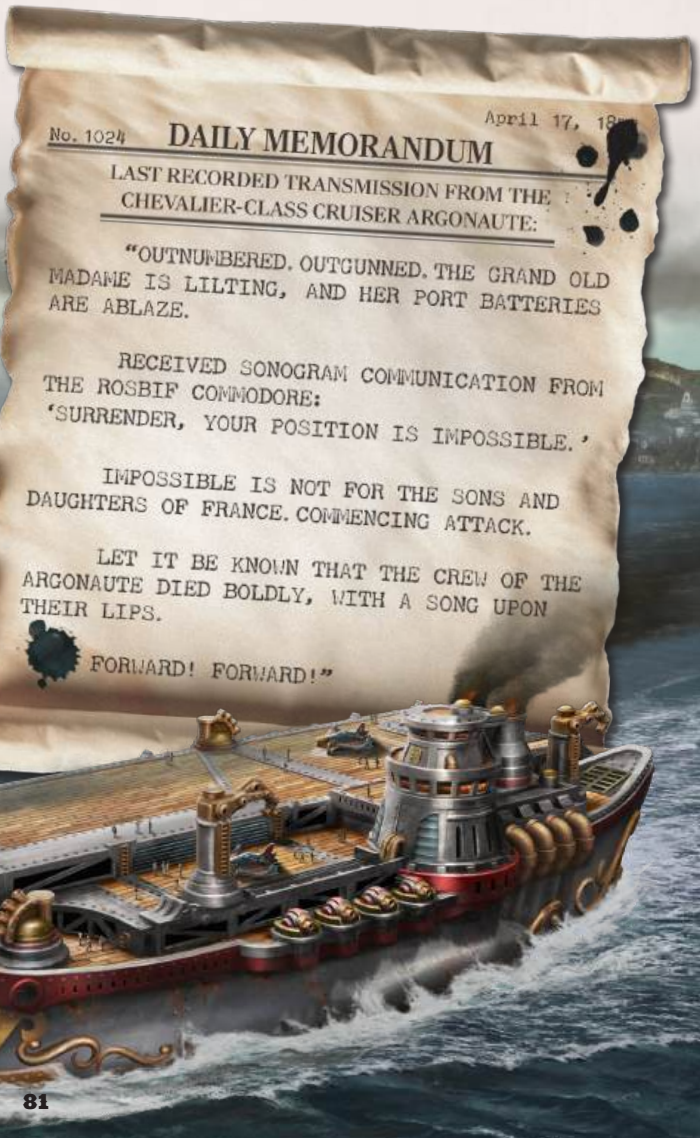 April 17, 18
No. 1024 DAILY MEMORANDUM
LAST RECORDED TRANSMISSION FROM THE
CHEVALIER-CLASS CRUISER ARGONAUTE:
“OUTNUMBERED. OUTGUNNED. THE GRAND OLD
MADAME IS LILTING, AND HER PORT BATTERIES
ARE ABLAZE.
RECEIVED SONOGRAM COMMUNICATION FROM
THE ROSBIF COMMODORE:
‘SURRENDER, YOUR POSITION IS IMPOSSIBLE.’
IMPOSSIBLE IS NOT FOR THE SONS AND
DAUGHTERS OF FRANCE. COMMENCING ATTACK.
LET IT BE KNOWN THAT THE CREW OF THE
ARGONAUTE DIED BOLDLY, WITH A SONG UPON
THEIR LIPS.
FORWARD! FORWARD!”
81